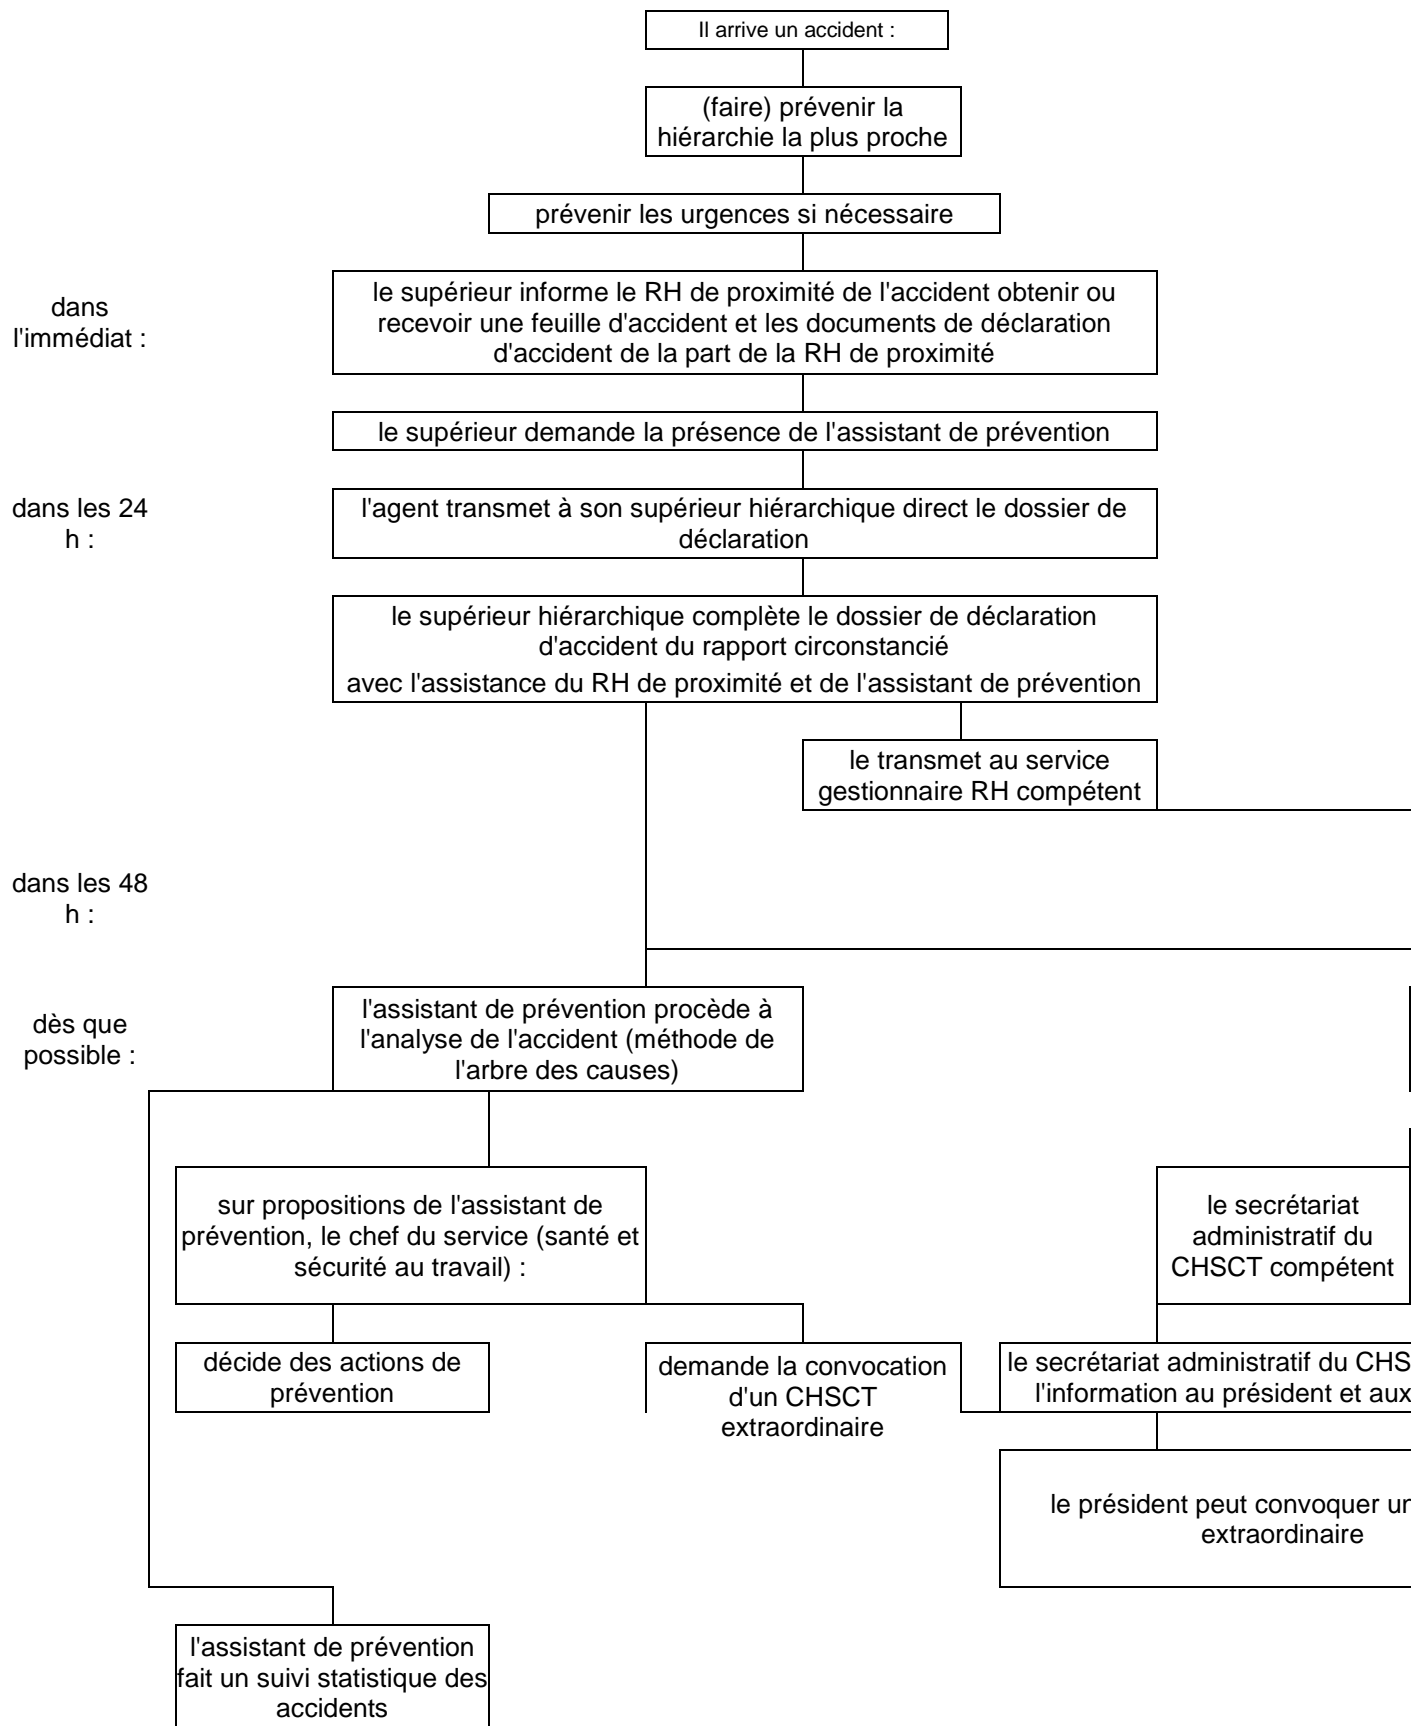 Il arrive un accident :
(faire) prévenir la
hiérarchie la plus proche
prévenir les urgences si nécessaire
dans
l'immédiat :
le supérieur informe le RH de proximité de l'accident obtenir ou
recevoir une feuille d'accident et les documents de déclaration
d'accident de la part de la RH de proximité
le supérieur demande la présence de l'assistant de prévention
dans les 24
h :
l'agent transmet à son supérieur hiérarchique direct le dossier de
déclaration
le supérieur hiérarchique complète le dossier de déclaration
d'accident du rapport circonstancié
avec l'assistance du RH de proximité et de l'assistant de prévention
le transmet au service
gestionnaire RH compétent
dans les 48
h :
dès que
possible :
l'assistant de prévention procède à
l'analyse de l'accident (méthode de
l'arbre des causes)
sur propositions de l'assistant de
prévention, le chef du service (santé et
sécurité au travail) :
le secrétariat
administratif du
CHSCT compétent
décide des actions de
prévention
demande la convocation
d'un CHSCT
extraordinaire
le secrétariat administratif du CHS
l'information au président et aux
le président peut convoquer un
extraordinaire
l'assistant de prévention
fait un suivi statistique des
accidents